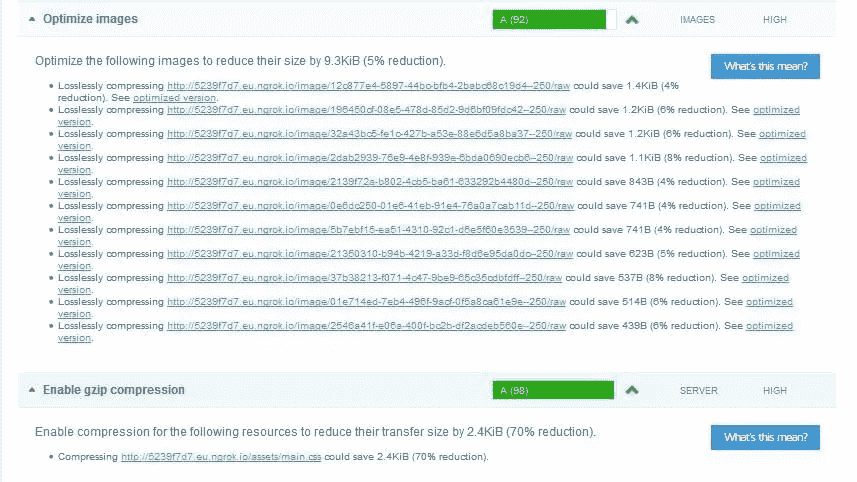 Optimize images A (92) IMAGES HIGH
Optimize the following images to reduce their size by 9.3KiB (5% reduction). What's this mean?
• Losslessly compressing http://5239f7d7.eu.ngrok.io/image/12c877e4-5897-44bc-bfb4-2babc68c19d4--250/raw could save 1.4KiB (4%
reduction). See optimized version.
• Losslessly compressing http://5239f7d7.eu.ngrok.io/image/196450cf-08e5-478d-85d2-9d6bf09fdc42--250/raw could save 1.2KiB (6% reduction). See optimized
version.
• Losslessly compressing http://5239f7d7.eu.ngrok.io/image/32a43bc5-fe1c-427b-a53e-88e6d5a8ba37--250/raw could save 1.2KiB (6% reduction). See optimized
version.
• Losslessly compressing http://5239f7d7.eu.ngrok.io/image/2dab2939-76e9-4e8f-939e-6bda0690ecb6--250/raw could save 1.1KiB (8% reduction). See optimized
version.
• Losslessly compressing http://5239f7d7.eu.ngrok.io/image/2139f72a-b802-4cb5-ba61-633292b4480d--250/raw could save 843B (4% reduction). See optimized
version.
• Losslessly compressing http://5239f7d7.eu.ngrok.io/image/0e6dc250-01e6-41eb-91e4-76a0a7cab11d--250/raw could save 741B (4% reduction). See optimized
version.
• Losslessly compressing http://5239f7d7.eu.ngrok.io/image/5b7ebf15-ea51-4310-92c1-d6e5f60e3539--250/raw could save 741B (4% reduction). See optimized
version.
• Losslessly compressing http://5239f7d7.eu.ngrok.io/image/21350310-b94b-4219-a33d-f8d6e95da0dc--250/raw could save 623B (5% reduction). See optimized
version.
• Losslessly compressing http://5239f7d7.eu.ngrok.io/image/37b38213-f071-4c47-9be9-65c35cdbfdff--250/raw could save 537B (8% reduction). See optimized
version.
• Losslessly compressing http://5239f7d7.eu.ngrok.io/image/01e714ed-7eb4-496f-9acf-0f5a8ca61e9e--250/raw could save 514B (6% reduction). See optimized
version.
• Losslessly compressing http://5239f7d7.eu.ngrok.io/image/2546a41f-e06a-400f-bc2b-df2acdeb560e--250/raw could save 439B (6% reduction). See optimized
version.
Enable gzip compression A (98) SERVER HIGH
Enable compression for the following resources to reduce their transfer size by 2.4KiB (70% reduction). What's this mean?
• Compressing http://5239f7d7.eu.ngrok.io/assets/main.css could save 2.4KiB (70% reduction).